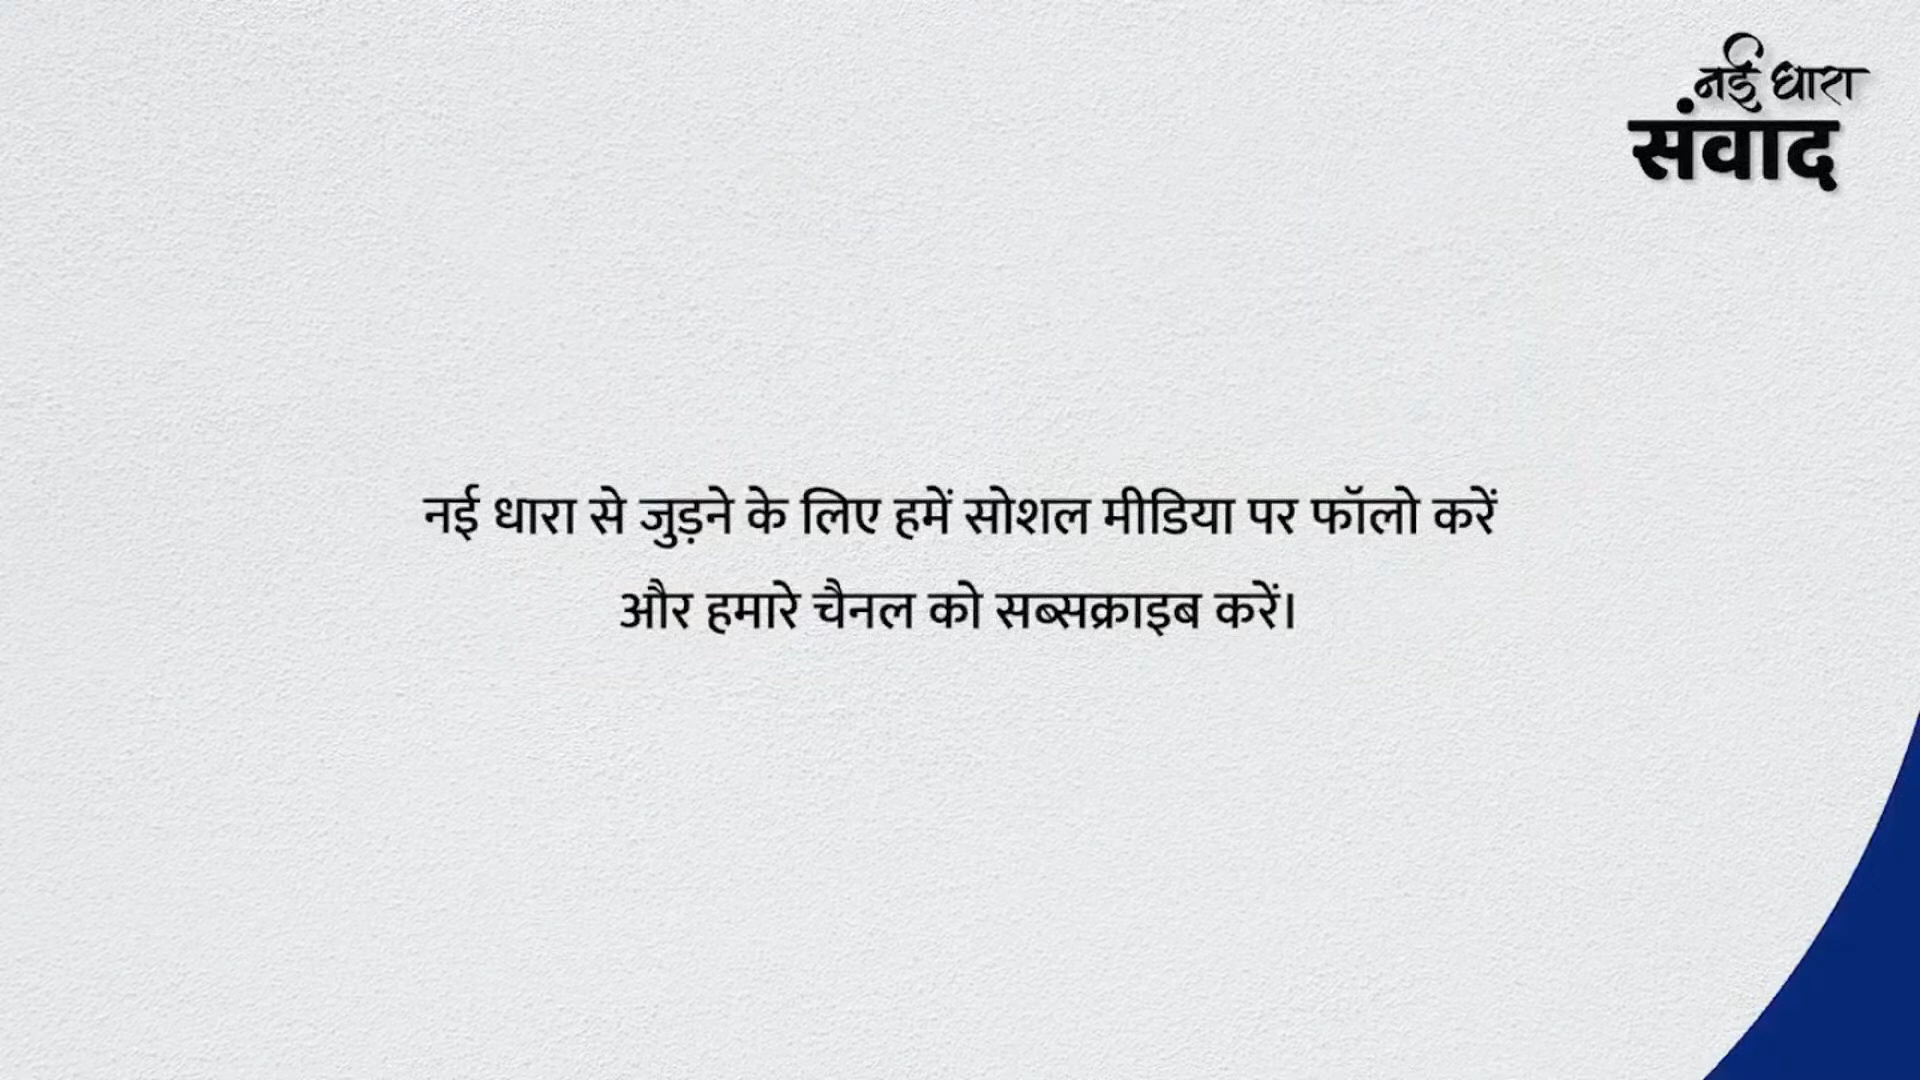 नई धारा
संवाद
नई धारा से जुड़ने के लिए हमें सोशल मीडिया पर फॉलो करें
और हमारे चैनल को सब्सक्राइब करें।